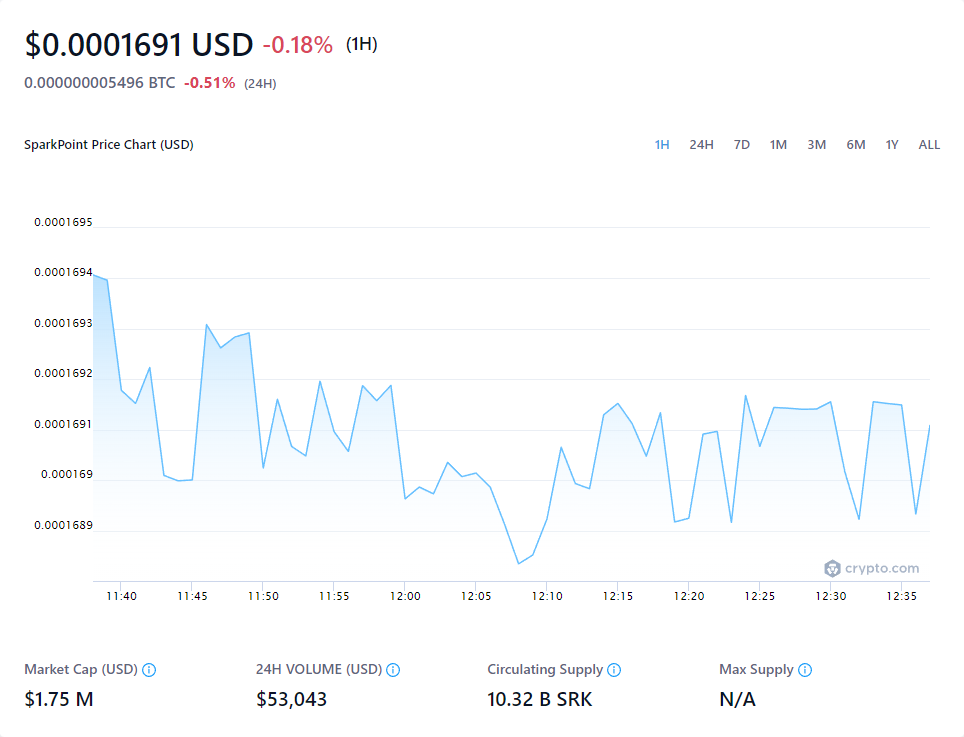 $0.0001691 USD -0.18% (1H)
0.000000005496 BTC -0.51% (24H)
SparkPoint Price Chart (USD)
1H 24H 7D 1M 3M 6M 1Y ALL
0.0001695
0.0001694
0.0001693
0.0001692
0.0001691
0.000169
0.0001689
crypto.com
11:40 11:45 11:50 11:55 12:00 12:05 12:10 12:15 12:20 12:25 12:30 12:35
Market Cap (USD) 24H VOLUME (USD) Circulating Supply Max Supply
$1.75 M $53,043 10.32 B SRK N/A